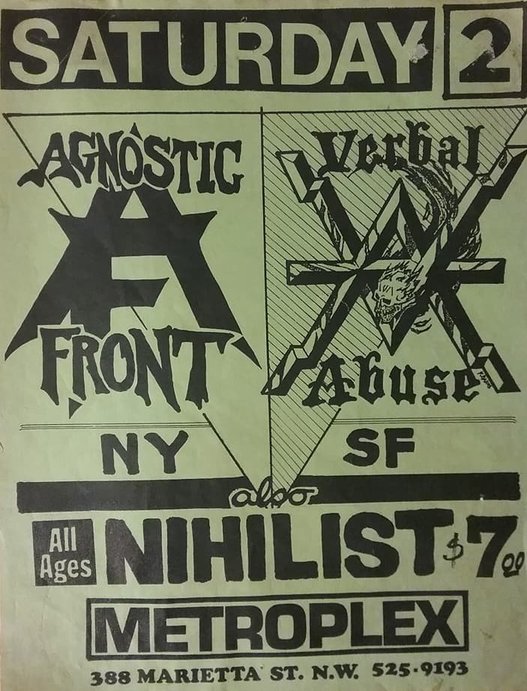 SATURDAY 2
AGNOSTIC
FRONT
Verbal
Abuse
NY
SF
also
All
Ages
NIHILIST $7.00
METROPLEX
388 MARIETTA ST. N.W. 525-9193